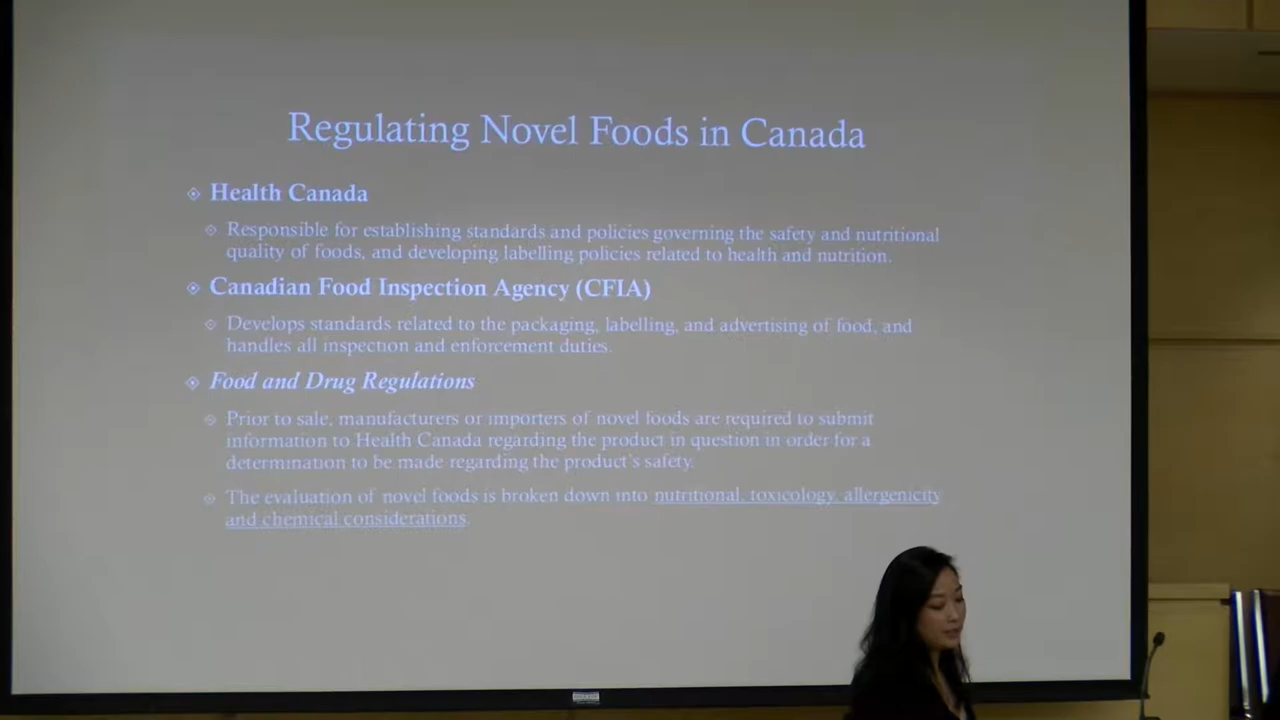 Regulating Novel Foods in Canada
Health Canada
Responsible for establishing standards and policies governing the safety and nutritional
quality of foods, and developing labelling policies related to health and nutrition.
Canadian Food Inspection Agency (CFIA)
Develops standards related to the packaging, labelling, and advertising of food, and
handles all inspection and enforcement duties.
Food and Drug Regulations
Prior to sale, manufacturers or importers of novel foods are required to submit
information to Health Canada regarding the product in question in order for a
determination to be made regarding the product's safety.
The evaluation of novel foods is broken down into nutritional, toxicology, allergenicity
and chemical considerations.